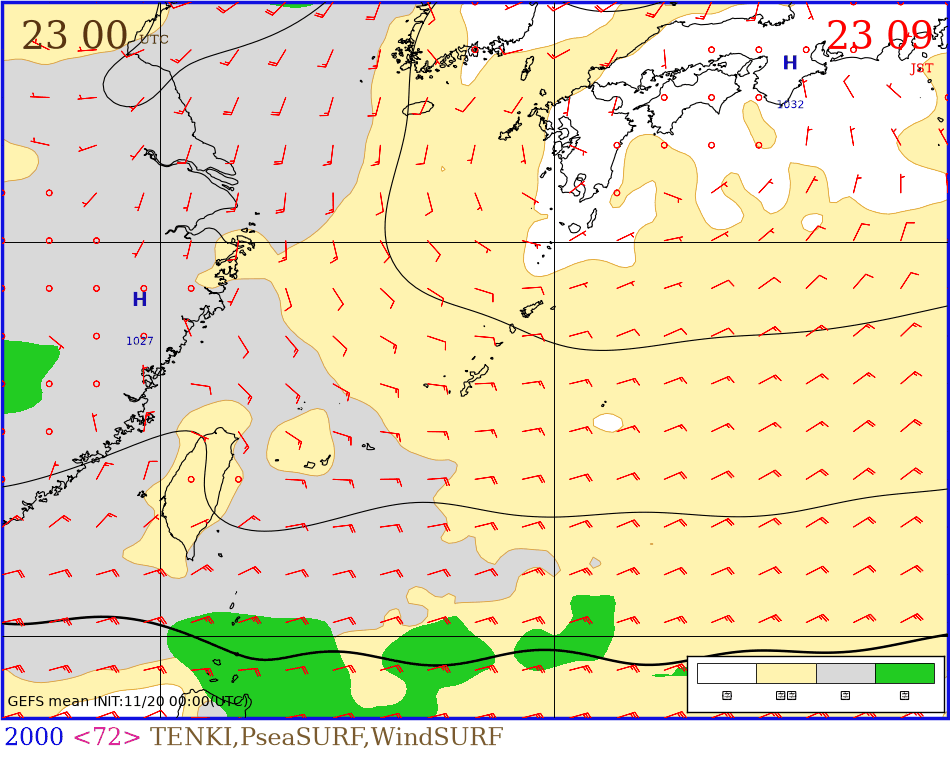 23 00 UTC
23 09
JST
H
1032
H
1027
GEFS mean INIT:11/20 00:00(UTC)
2000 <72> TENKI,PseaSURF,WindSURF